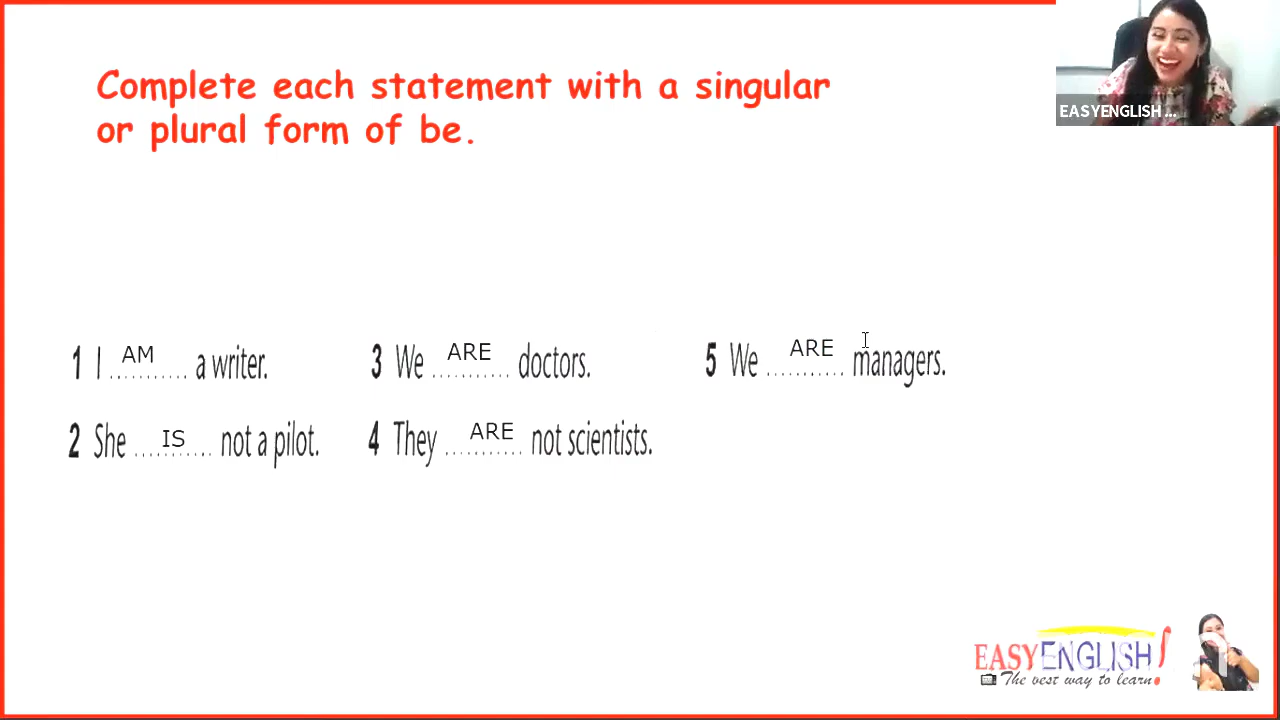 EASYENGLISH ...
Complete each statement with a singular
or plural form of be.
1 I AM a writer.
2 She IS not a pilot.
3 We ARE doctors.
4 They ARE not scientists.
5 We ARE managers.
EASYENGLISH!
The best way to learn!